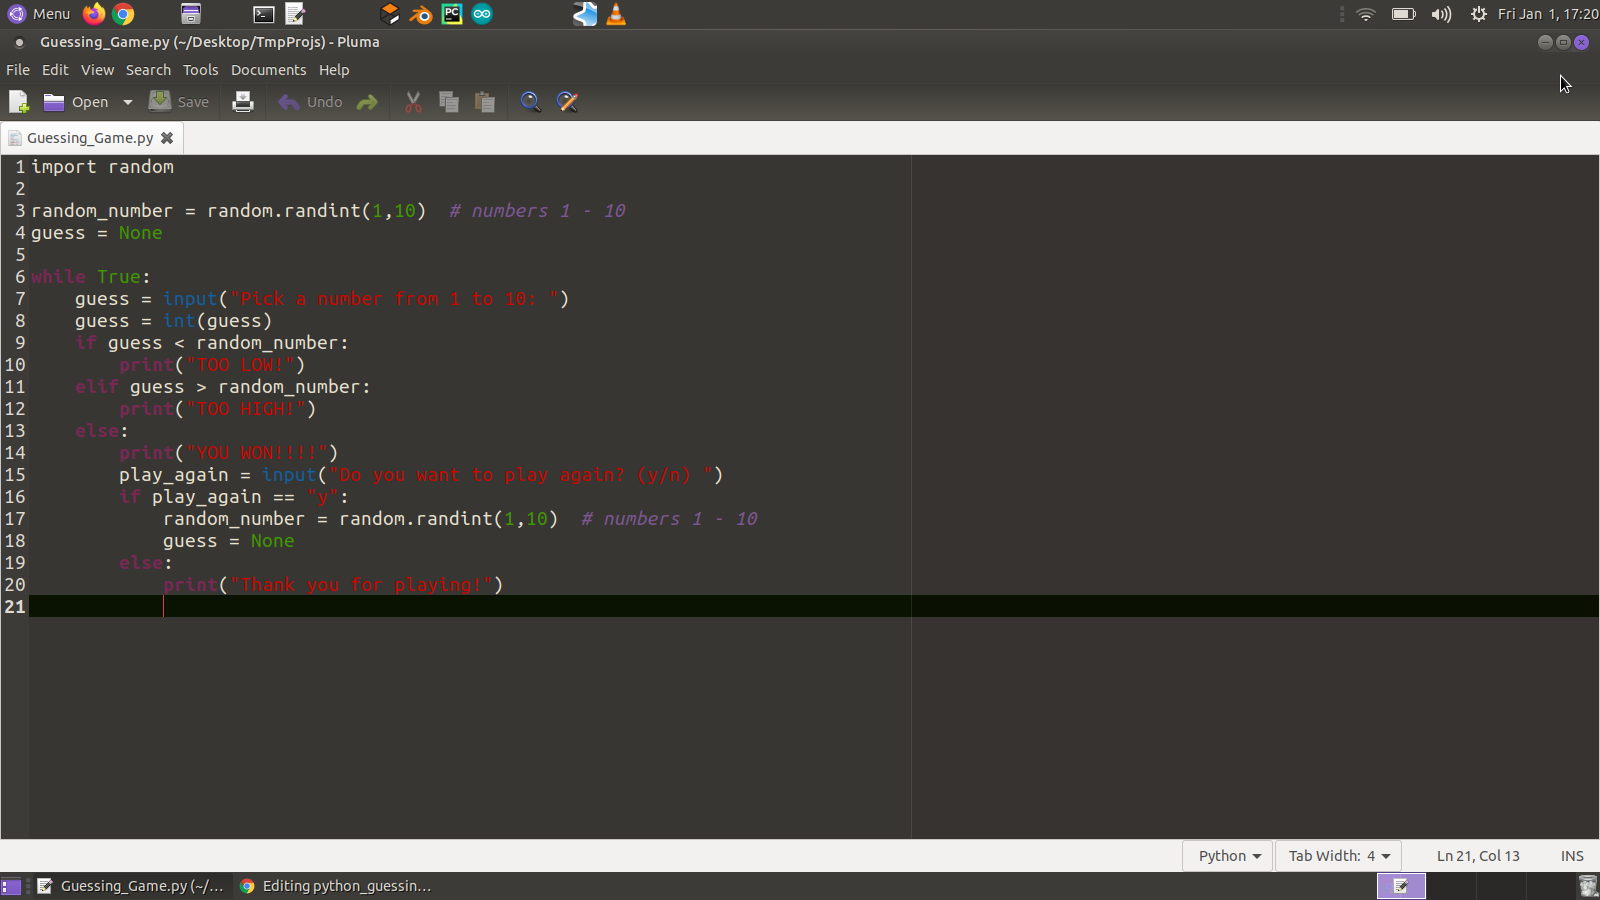 Menu
PC
Fri Jan 1, 17:20
Guessing_Game.py (~/Desktop/TmpProjs) - Pluma
File Edit View Search Tools Documents Help
Open Save Undo
Guessing_Game.py
1 import random
2
3 random_number = random.randint(1,10)  # numbers 1 - 10
4 guess = None
5
6 while True:
7     guess = input("Pick a number from 1 to 10: ")
8     guess = int(guess)
9     if guess < random_number:
10         print("TOO LOW!")
11     elif guess > random_number:
12         print("TOO HIGH!")
13     else:
14         print("YOU WON!!!!")
15         play_again = input("Do you want to play again? (y/n) ")
16         if play_again == "y":
17             random_number = random.randint(1,10)  # numbers 1 - 10
18             guess = None
19         else:
20             print("Thank you for playing!")
21
Python Tab Width: 4 Ln 21, Col 13 INS
Guessing_Game.py (~/... Editing python_guessin...